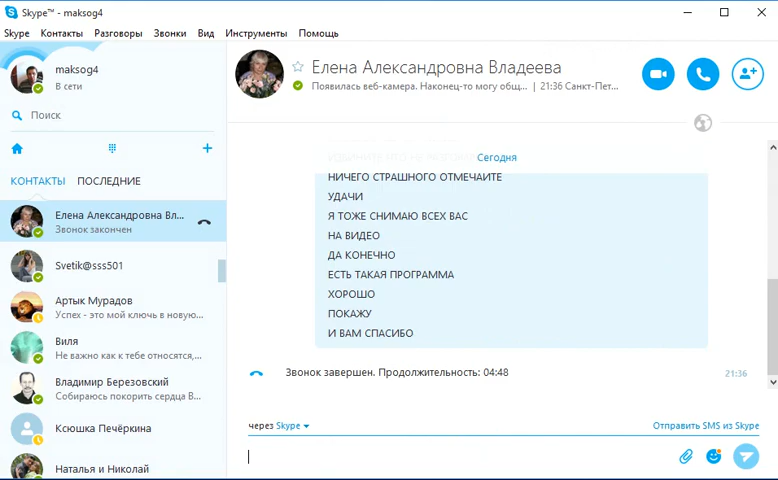 Skype™ - maksog4
Skype Контакты Разговоры Звонки Вид Инструменты Помощь
maksog4
В сети
Поиск
КОНТАКТЫ ПОСЛЕДНИЕ
Елена Александровна Вл...
Звонок закончен
Svetik@sss501
Артык Мурадов
Успех - это мой ключ в новую...
Виля
Не важно как к тебе относятся,...
Владимир Березовский
Собираюсь покорить сердца В...
Ксюшка Печёркина
Наталья и Николай
Елена Александровна Владеева
Появилась веб-камера. Наконец-то могу общ... | 21:36 Санкт-Пет...
Сегодня
НИЧЕГО СТРАШНОГО ОТМЕЧАЙТЕ
УДАЧИ
Я ТОЖЕ СНИМАЮ ВСЕХ ВАС
НА ВИДЕО
ДА КОНЕЧНО
ЕСТЬ ТАКАЯ ПРОГРАММА
ХОРОШО
ПОКАЖУ
И ВАМ СПАСИБО
Звонок завершен. Продолжительность: 04:48 21:36
через Skype Отправить SMS из Skype